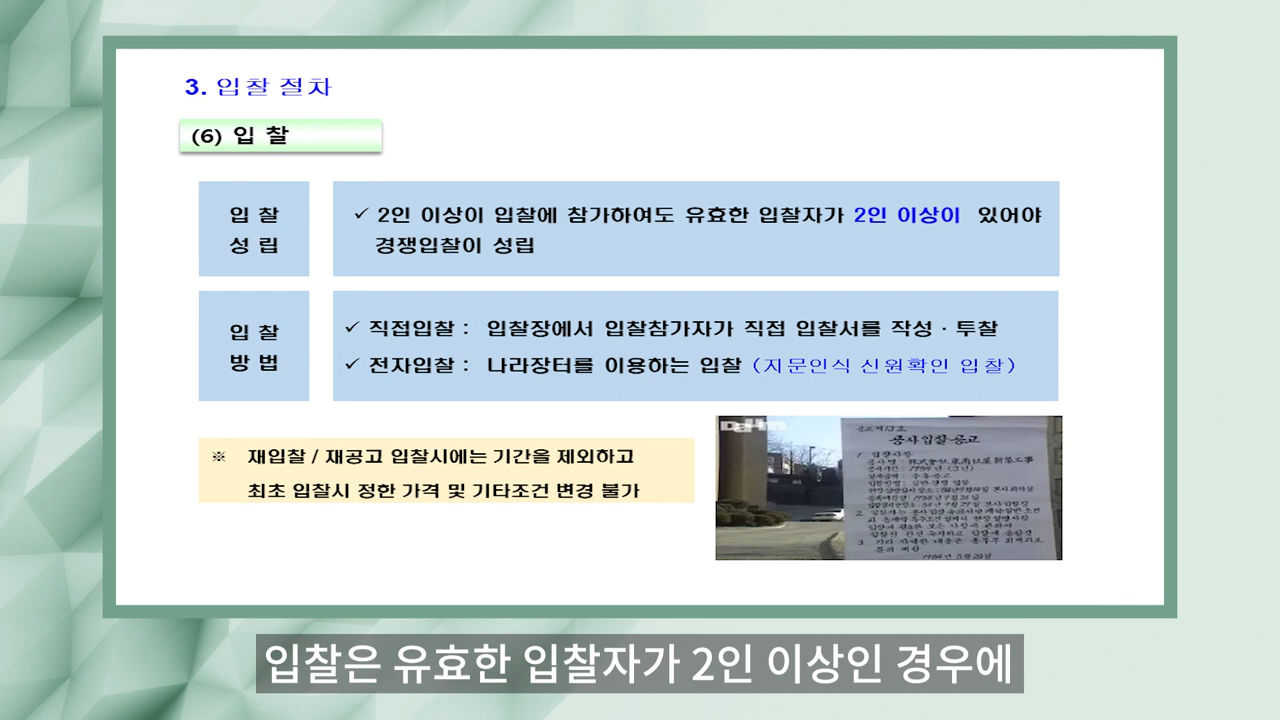 3. 입찰 절차
(6) 입 찰
입 찰
성 립
✓ 2인 이상이 입찰에 참가하여도 유효한 입찰자가 2인 이상이 있어야
경쟁입찰이 성립
입 찰
방 법
✓ 직접입찰 : 입찰장에서 입찰참가자가 직접 입찰서를 작성 · 투찰
✓ 전자입찰 : 나라장터를 이용하는 입찰 (지문인식 신원확인 입찰)
※ 재입찰 / 재공고 입찰시에는 기간을 제외하고
최초 입찰시 정한 가격 및 기타조건 변경 불가
공사입찰공고
1. 입찰사항
입찰은 유효한 입찰자가 2인 이상인 경우에